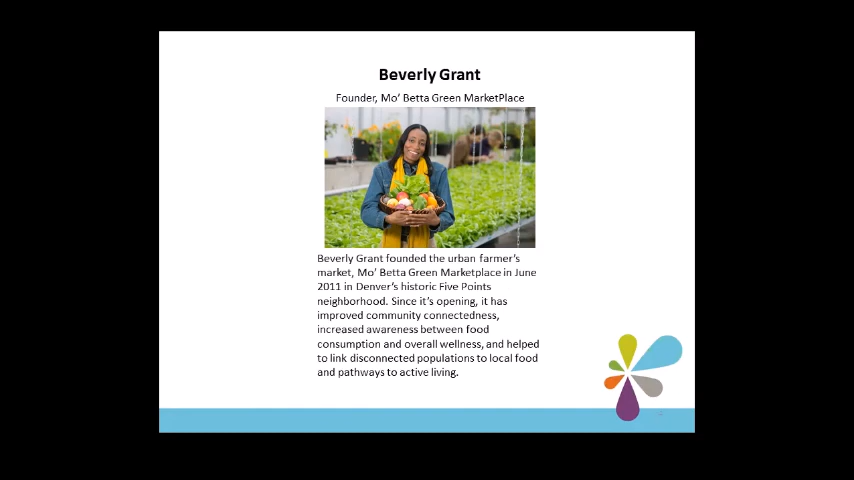 Beverly Grant
Founder, Mo' Betta Green MarketPlace
Beverly Grant founded the urban farmer's
market, Mo' Betta Green Marketplace in June
2011 in Denver's historic Five Points
neighborhood. Since it's opening, it has
improved community connectedness,
increased awareness between food
consumption and overall wellness, and helped
to link disconnected populations to local food
and pathways to active living.